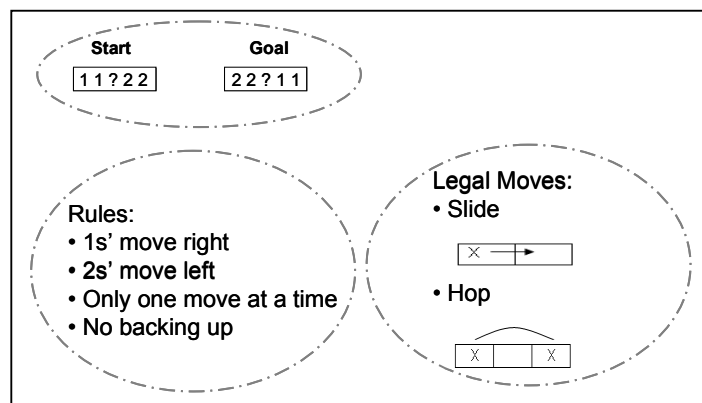 Start Goal
1 1 ? 2 2 2 2 ? 1 1
Rules:
• 1s' move right
• 2s' move left
• Only one move at a time
• No backing up
Legal Moves:
• Slide
X
• Hop
X X